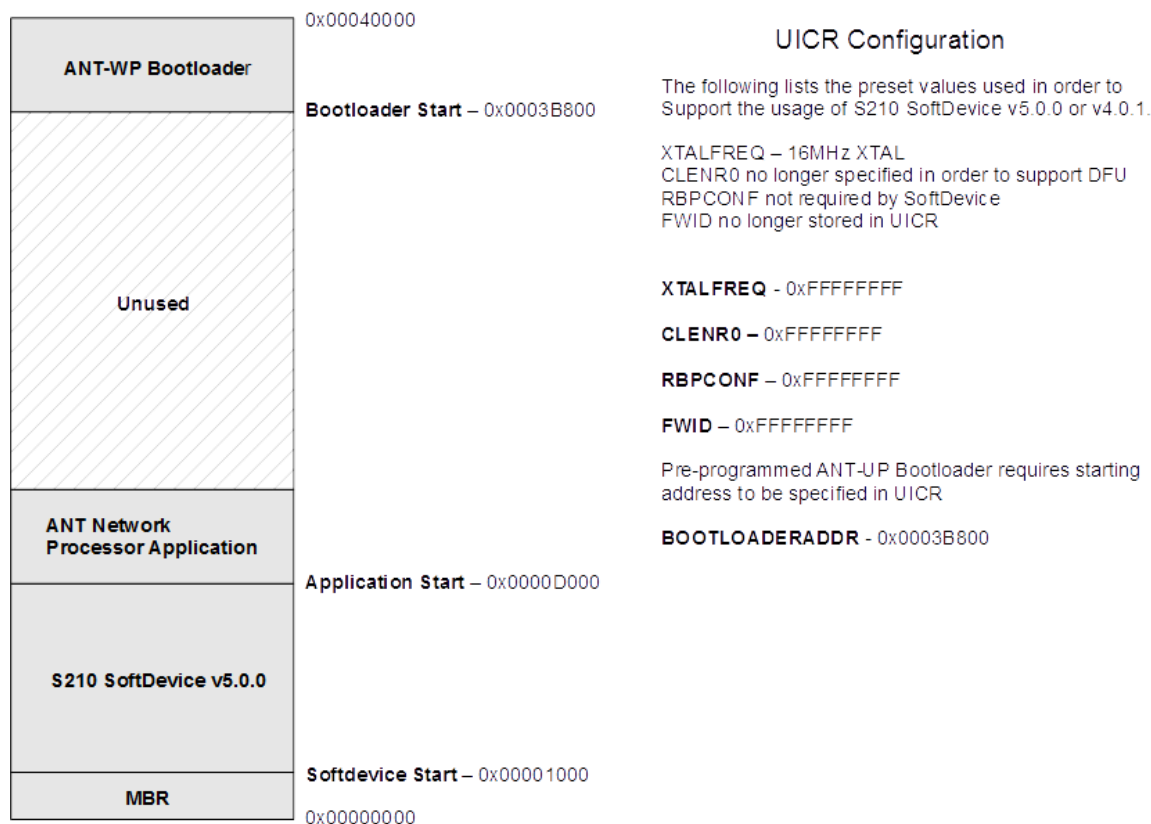 0x00040000
ANT-WP Bootloader
Bootloader Start – 0x0003B800
Unused
ANT Network
Processor Application
Application Start – 0x0000D000
S210 SoftDevice v5.0.0
Softdevice Start – 0x00001000
MBR
0x00000000
UICR Configuration
The following lists the preset values used in order to
Support the usage of S210 SoftDevice v5.0.0 or v4.0.1.
XTALFREQ – 16MHz XTAL
CLENR0 no longer specified in order to support DFU
RBPCONF not required by SoftDevice
FWID no longer stored in UICR
XTALFREQ - 0xFFFFFFFF
CLENR0 – 0xFFFFFFFF
RBPCONF – 0xFFFFFFFF
FWID – 0xFFFFFFFF
Pre-programmed ANT-UP Bootloader requires starting
address to be specified in UICR
BOOTLOADERADDR - 0x0003B800